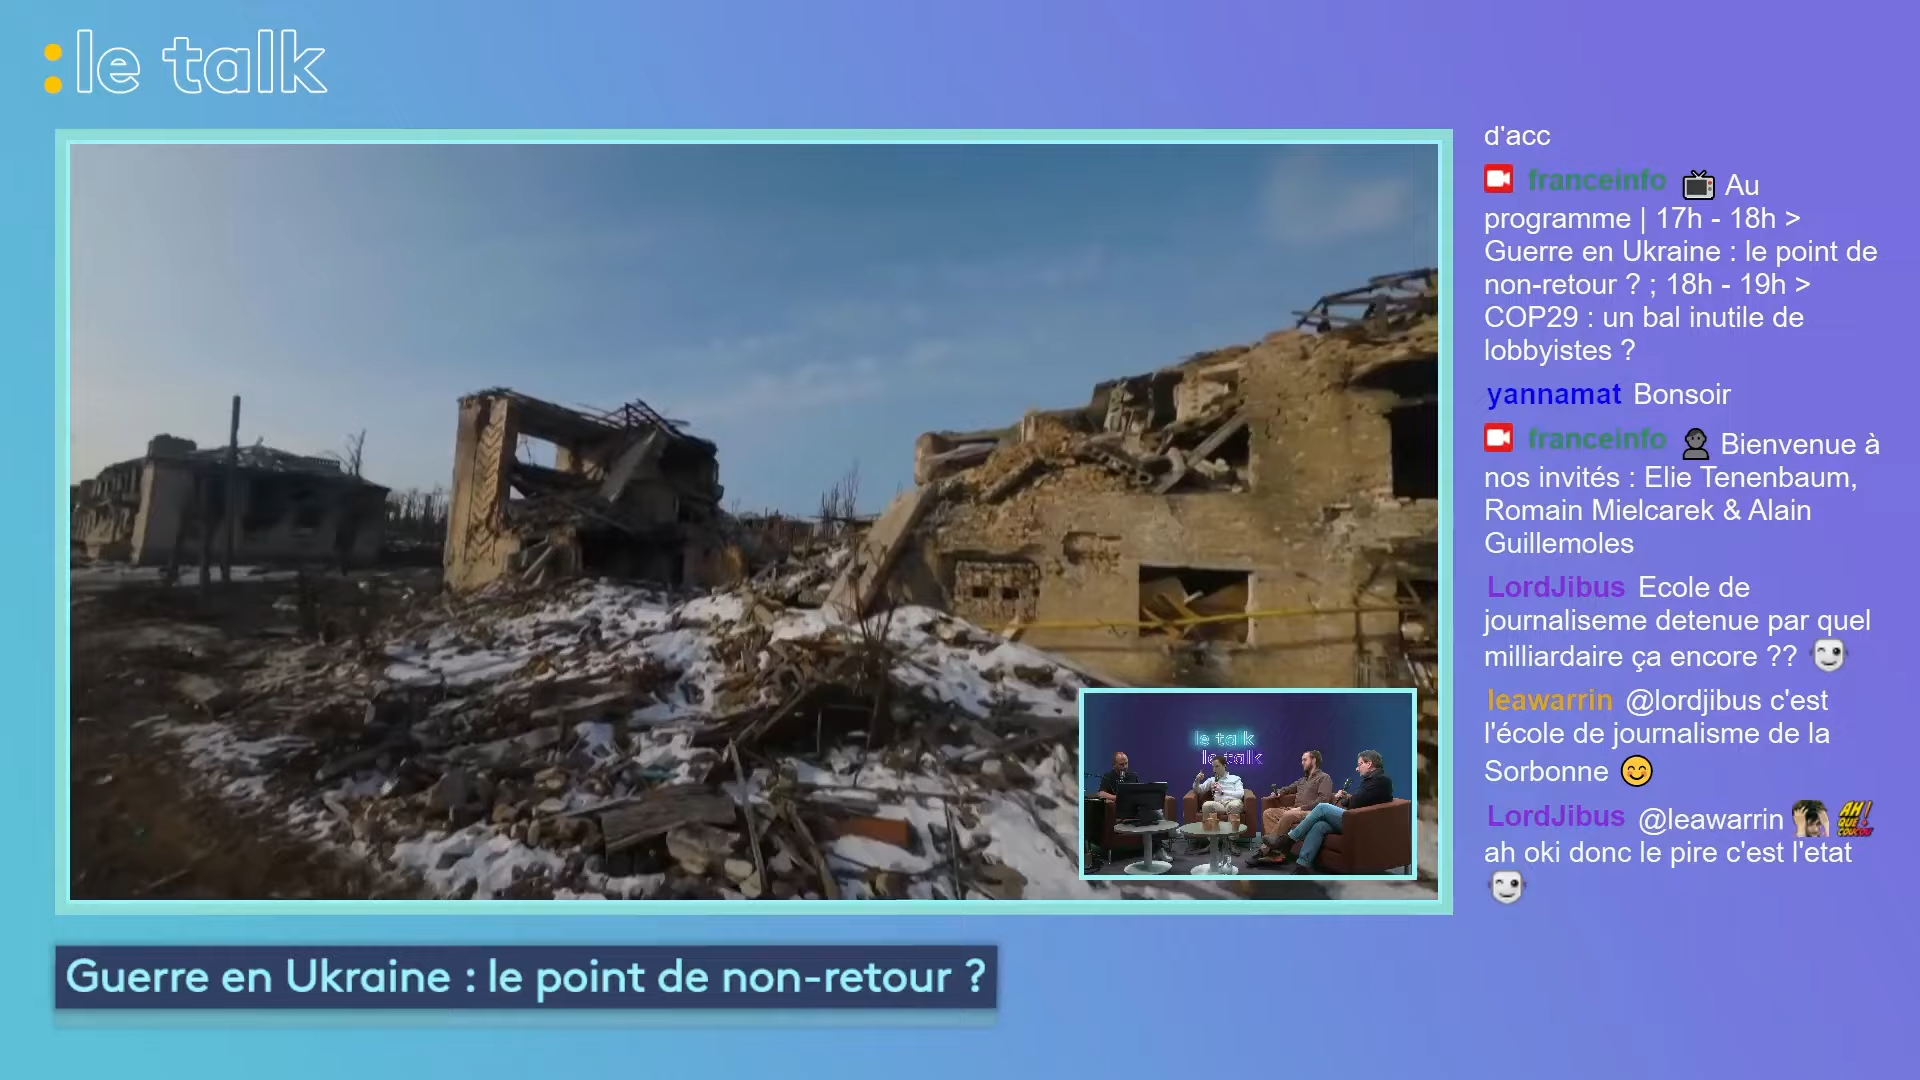 :le talk
d'acc
franceinfo 📺 Au
programme | 17h - 18h >
Guerre en Ukraine : le point de
non-retour ? ; 18h - 19h >
COP29 : un bal inutile de
lobbyistes ?
yannamat Bonsoir
franceinfo 👤 Bienvenue à
nos invités : Elie Tenenbaum,
Romain Mielcarek & Alain
Guillemoles
LordJibus Ecole de
journaliseme detenue par quel
milliardaire ça encore ??
leawarrin @lordjibus c'est
l'école de journalisme de la
Sorbonne 😊
LordJibus @leawarrin AH! QUE COUCOU!
ah oki donc le pire c'est l'etat
le talk
le talk
Guerre en Ukraine : le point de non-retour ?